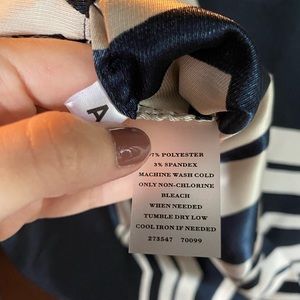 A
97% POLYESTER
3% SPANDEX
MACHINE WASH COLD
ONLY NON-CHLORINE
BLEACH
WHEN NEEDED
TUMBLE DRY LOW
COOL IRON IF NEEDED
273547 70099